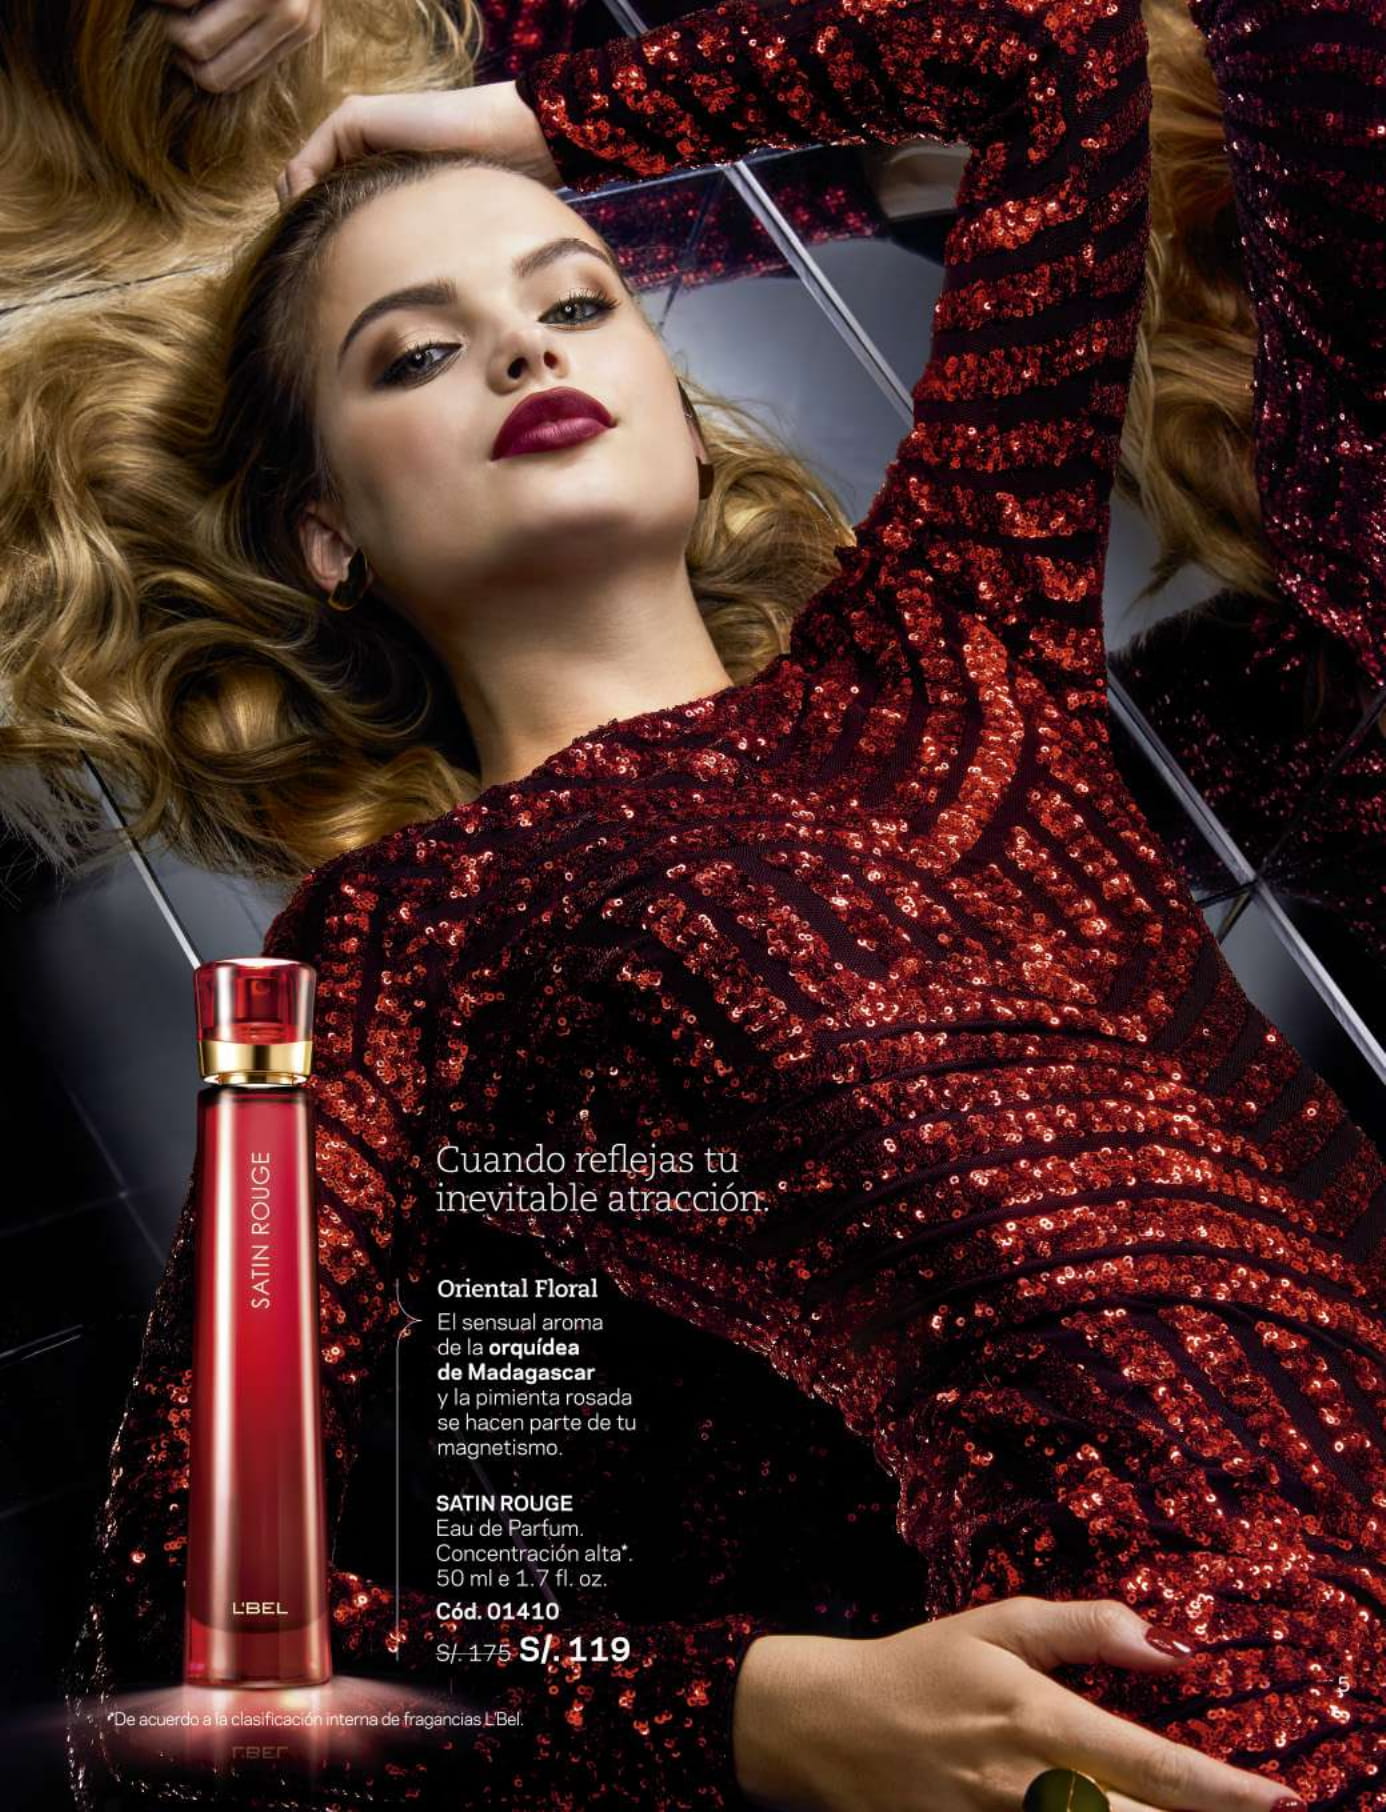 Cuando reflejas tu
inevitable atracción.
Oriental Floral
El sensual aroma
de la orquídea
de Madagascar
y la pimienta rosada
se hacen parte de tu
magnetismo.
SATIN ROUGE
Eau de Parfum.
Concentración alta*.
50 ml e 1.7 fl. oz.
Cód. 01410
S/. 175 S/. 119
SATIN ROUGE
L'BEL
*De acuerdo a la clasificación interna de fragancias L'Bel.
5